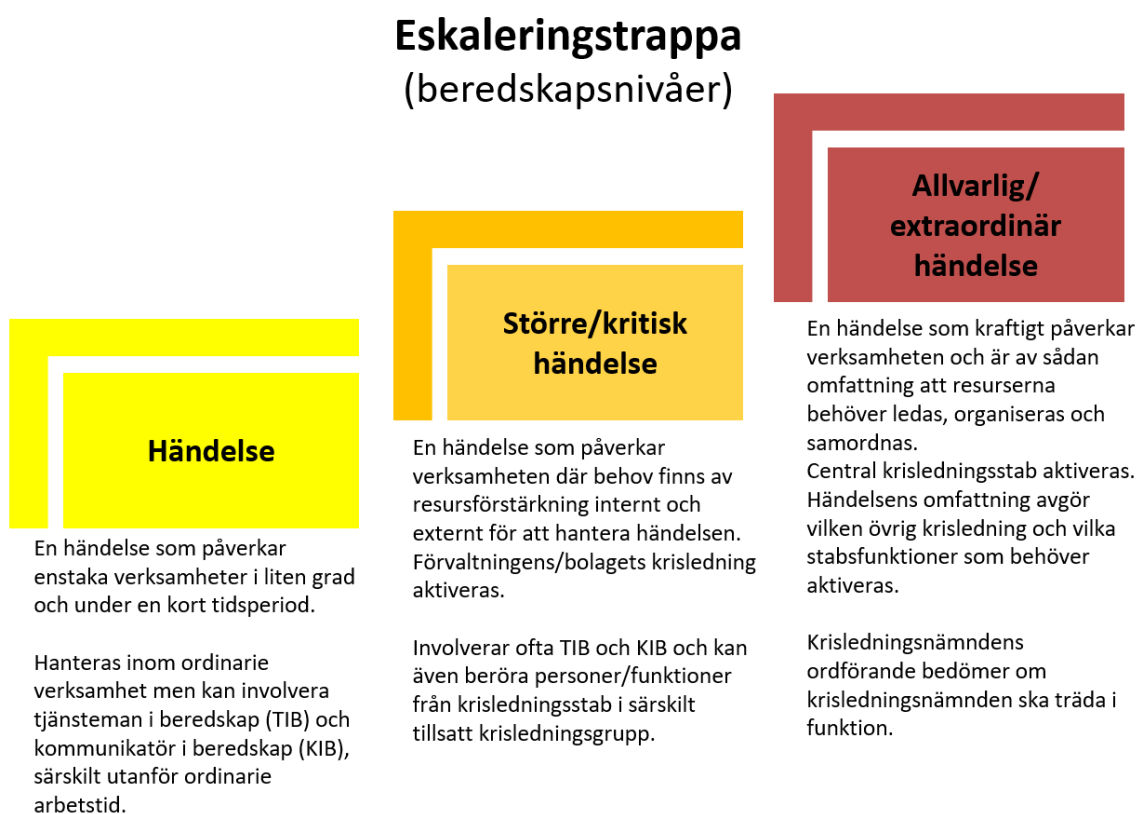 Eskaleringstrappa
(beredskapsnivåer)
Händelse
En händelse som påverkar
enstaka verksamheter i liten grad
och under en kort tidsperiod.
Hanteras inom ordinarie
verksamhet men kan involvera
tjänsteman i beredskap (TIB) och
kommunikatör i beredskap (KIB),
särskilt utanför ordinarie
arbetstid.
Större/kritisk
händelse
En händelse som påverkar
verksamheten där behov finns av
resursförstärkning internt och
externt för att hantera händelsen.
Förvaltningens/bolagets krisledning
aktiveras.
Involverar ofta TIB och KIB och kan
även beröra personer/funktioner
från krisledningsstab i särskilt
tillsatt krisledningsgrupp.
Allvarlig/
extraordinär
händelse
En händelse som kraftigt påverkar
verksamheten och är av sådan
omfattning att resurserna
behöver ledas, organiseras och
samordnas.
Central krisledningsstab aktiveras.
Händelsens omfattning avgör
vilken övrig krisledning och vilka
stabsfunktioner som behöver
aktiveras.
Krisledningsnämndens
ordförande bedömer om
krisledningsnämnden ska träda i
funktion.